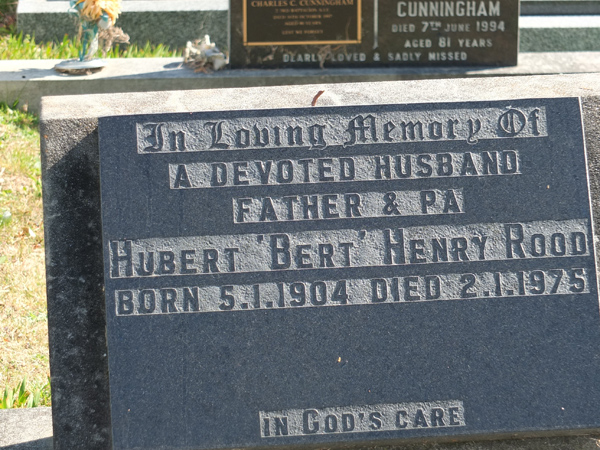 CHARLES C. CUNNINGHAM
CUNNINGHAM
DIED 7TH JUNE 1994
AGED 81 YEARS
DEARLY LOVED & SADLY MISSED
In Loving Memory Of
A DEVOTED HUSBAND
FATHER & PA
HUBERT 'BERT' HENRY ROOD
BORN 5.1.1904 DIED 2.1.1975
IN GOD'S CARE